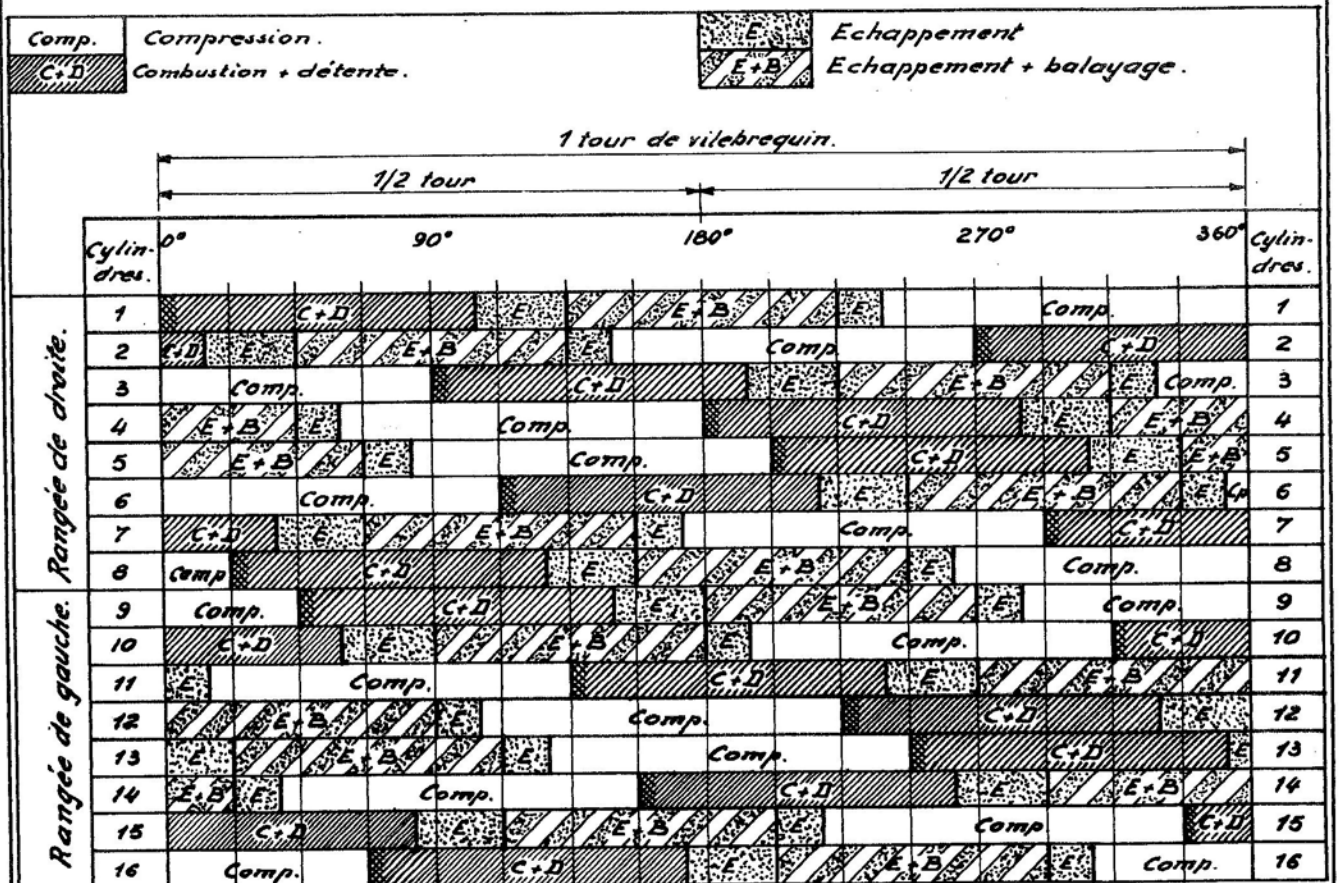 Comp. Compression. E Echappement
C+D Combustion + détente. E+B Echappement + balayage.
1 tour de vilebrequin.
1/2 tour 1/2 tour
Cylindres. 0° 90° 180° 270° 360° Cylindres.
Rangée de droite.
1 C+D E E+B E Comp. 1
2 C+D E E+B E Comp. C+D 2
3 Comp. C+D E E+B E Comp. 3
4 E+B E Comp. C+D E E+B 4
5 E+B E Comp. C+D E E+B 5
6 Comp. C+D E E+B E Cp 6
7 C+D E E+B E Comp. C+D 7
8 Comp C+D E E+B E Comp. 8
Rangée de gauche.
9 Comp. C+D E E+B E Comp. 9
10 C+D E E+B E Comp. C+D 10
11 E Comp. C+D E E+B 11
12 E+B E Comp. C+D E 12
13 E E+B E Comp. C+D E 13
14 E+B E Comp. C+D E E+B 14
15 C+D E E+B E Comp C+D 15
16 Comp. C+D E E+B E Comp. 16